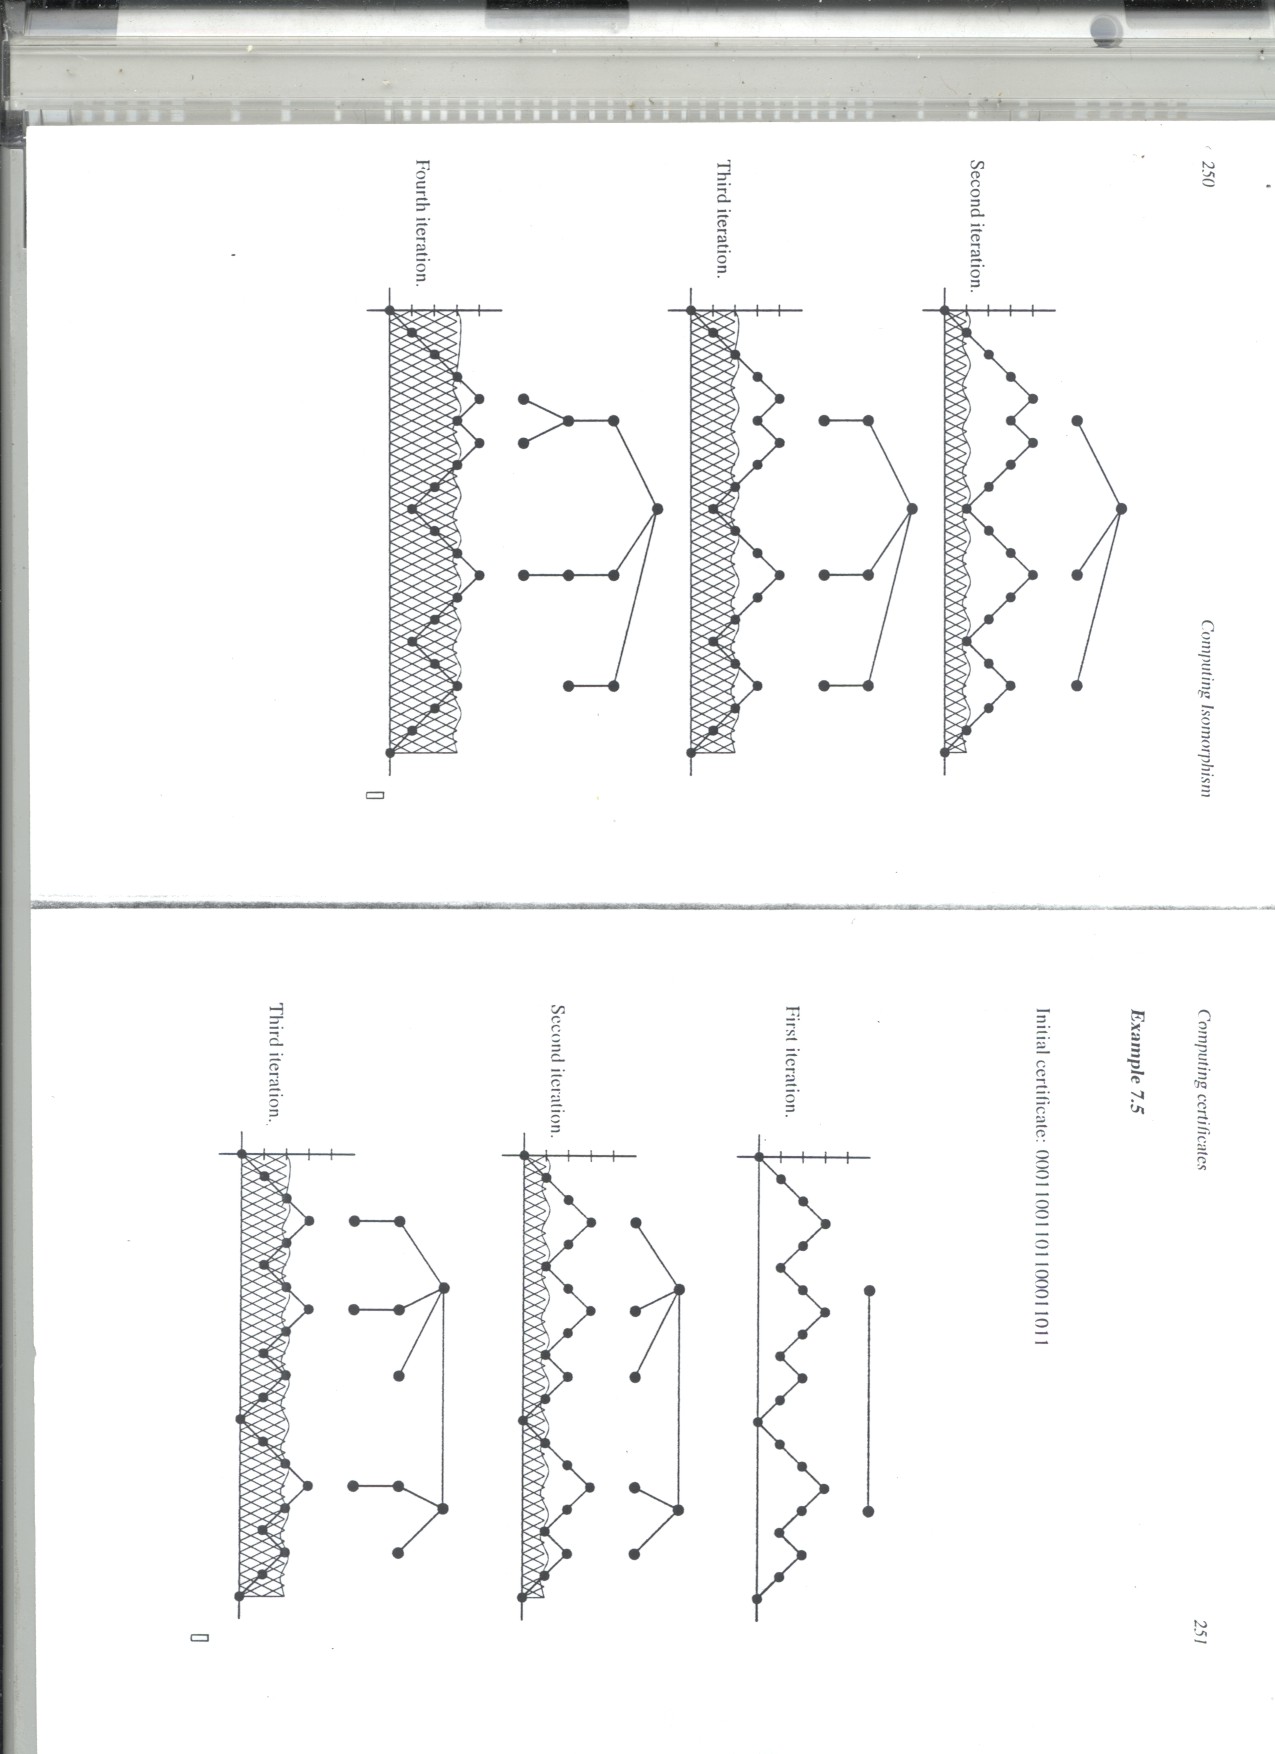 250
Computing Isomorphism
Second iteration.
Third iteration.
Fourth iteration.
Computing certificates
251
Example 7.5
Initial certificate: 00011001101100011011
First iteration.
Second iteration.
Third iteration.